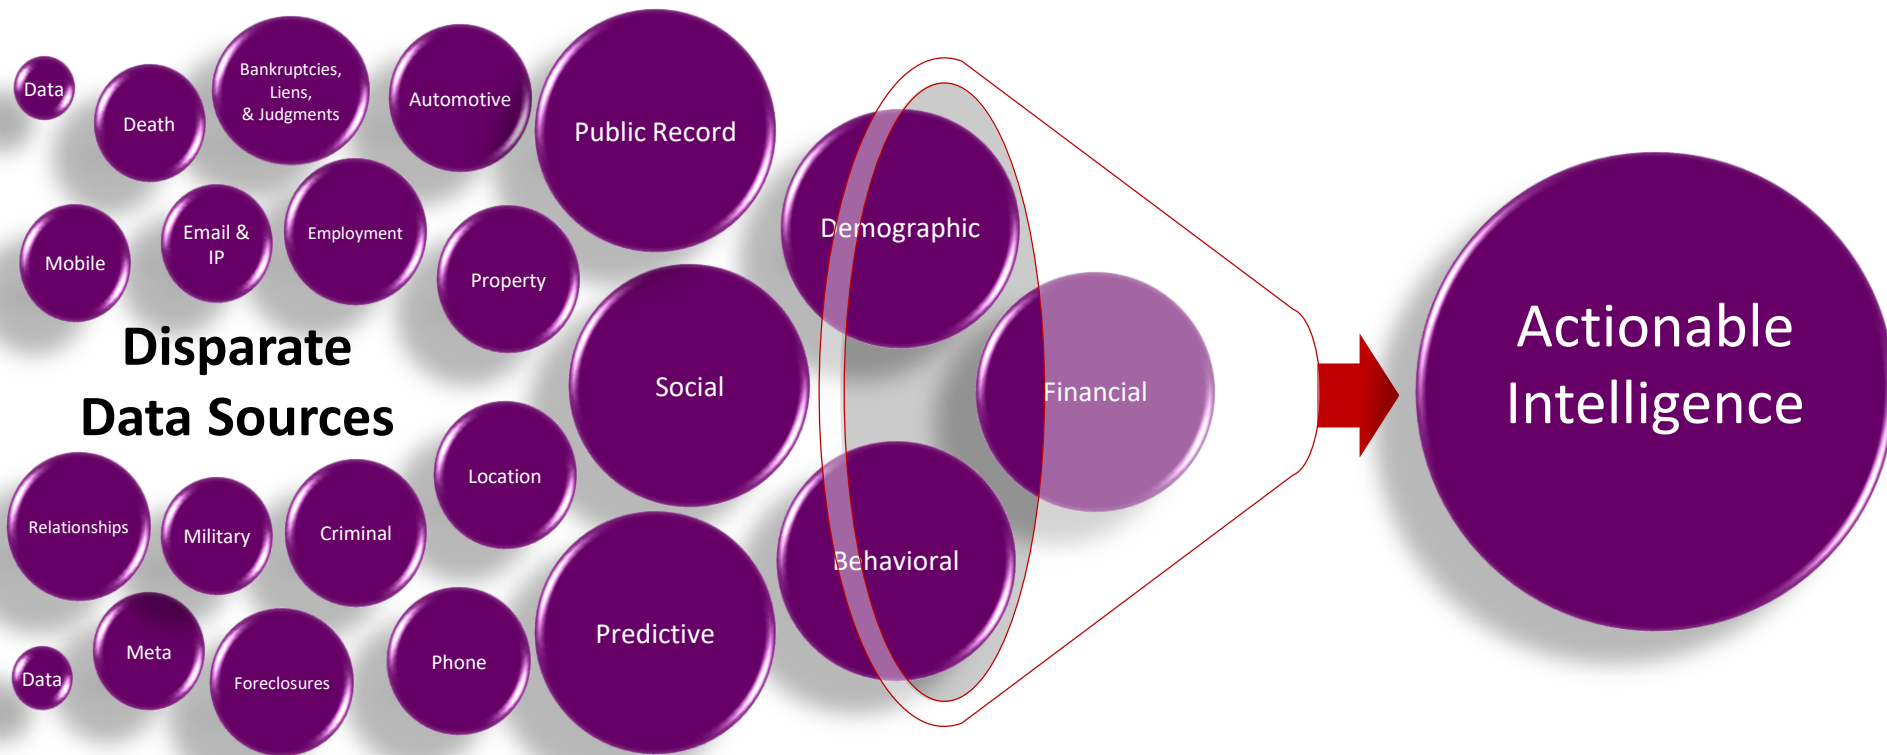 Data
Death
Bankruptcies,
Liens,
& Judgments
Automotive
Public Record
Mobile
Email &
IP
Employment
Property
Demographic
Disparate
Data Sources
Social
Financial
Actionable
Intelligence
Relationships
Military
Criminal
Location
Behavioral
Data
Meta
Foreclosures
Phone
Predictive